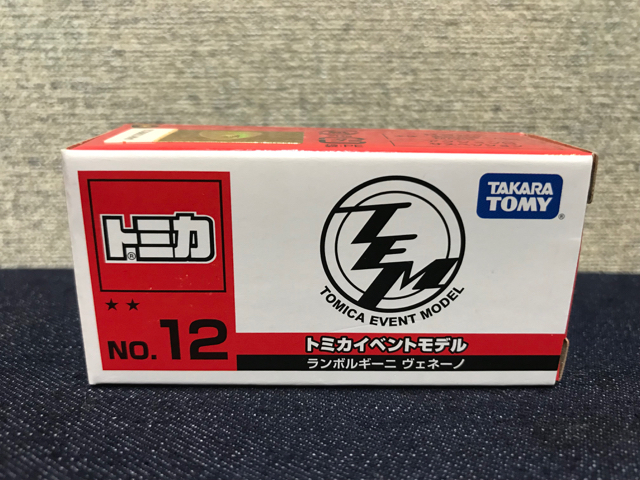 トミカ
®
★★
NO. 12
TEM
TOMICA EVENT MODEL
トミカイベントモデル
ランボルギーニ ヴェネーノ
TAKARA
TOMY®